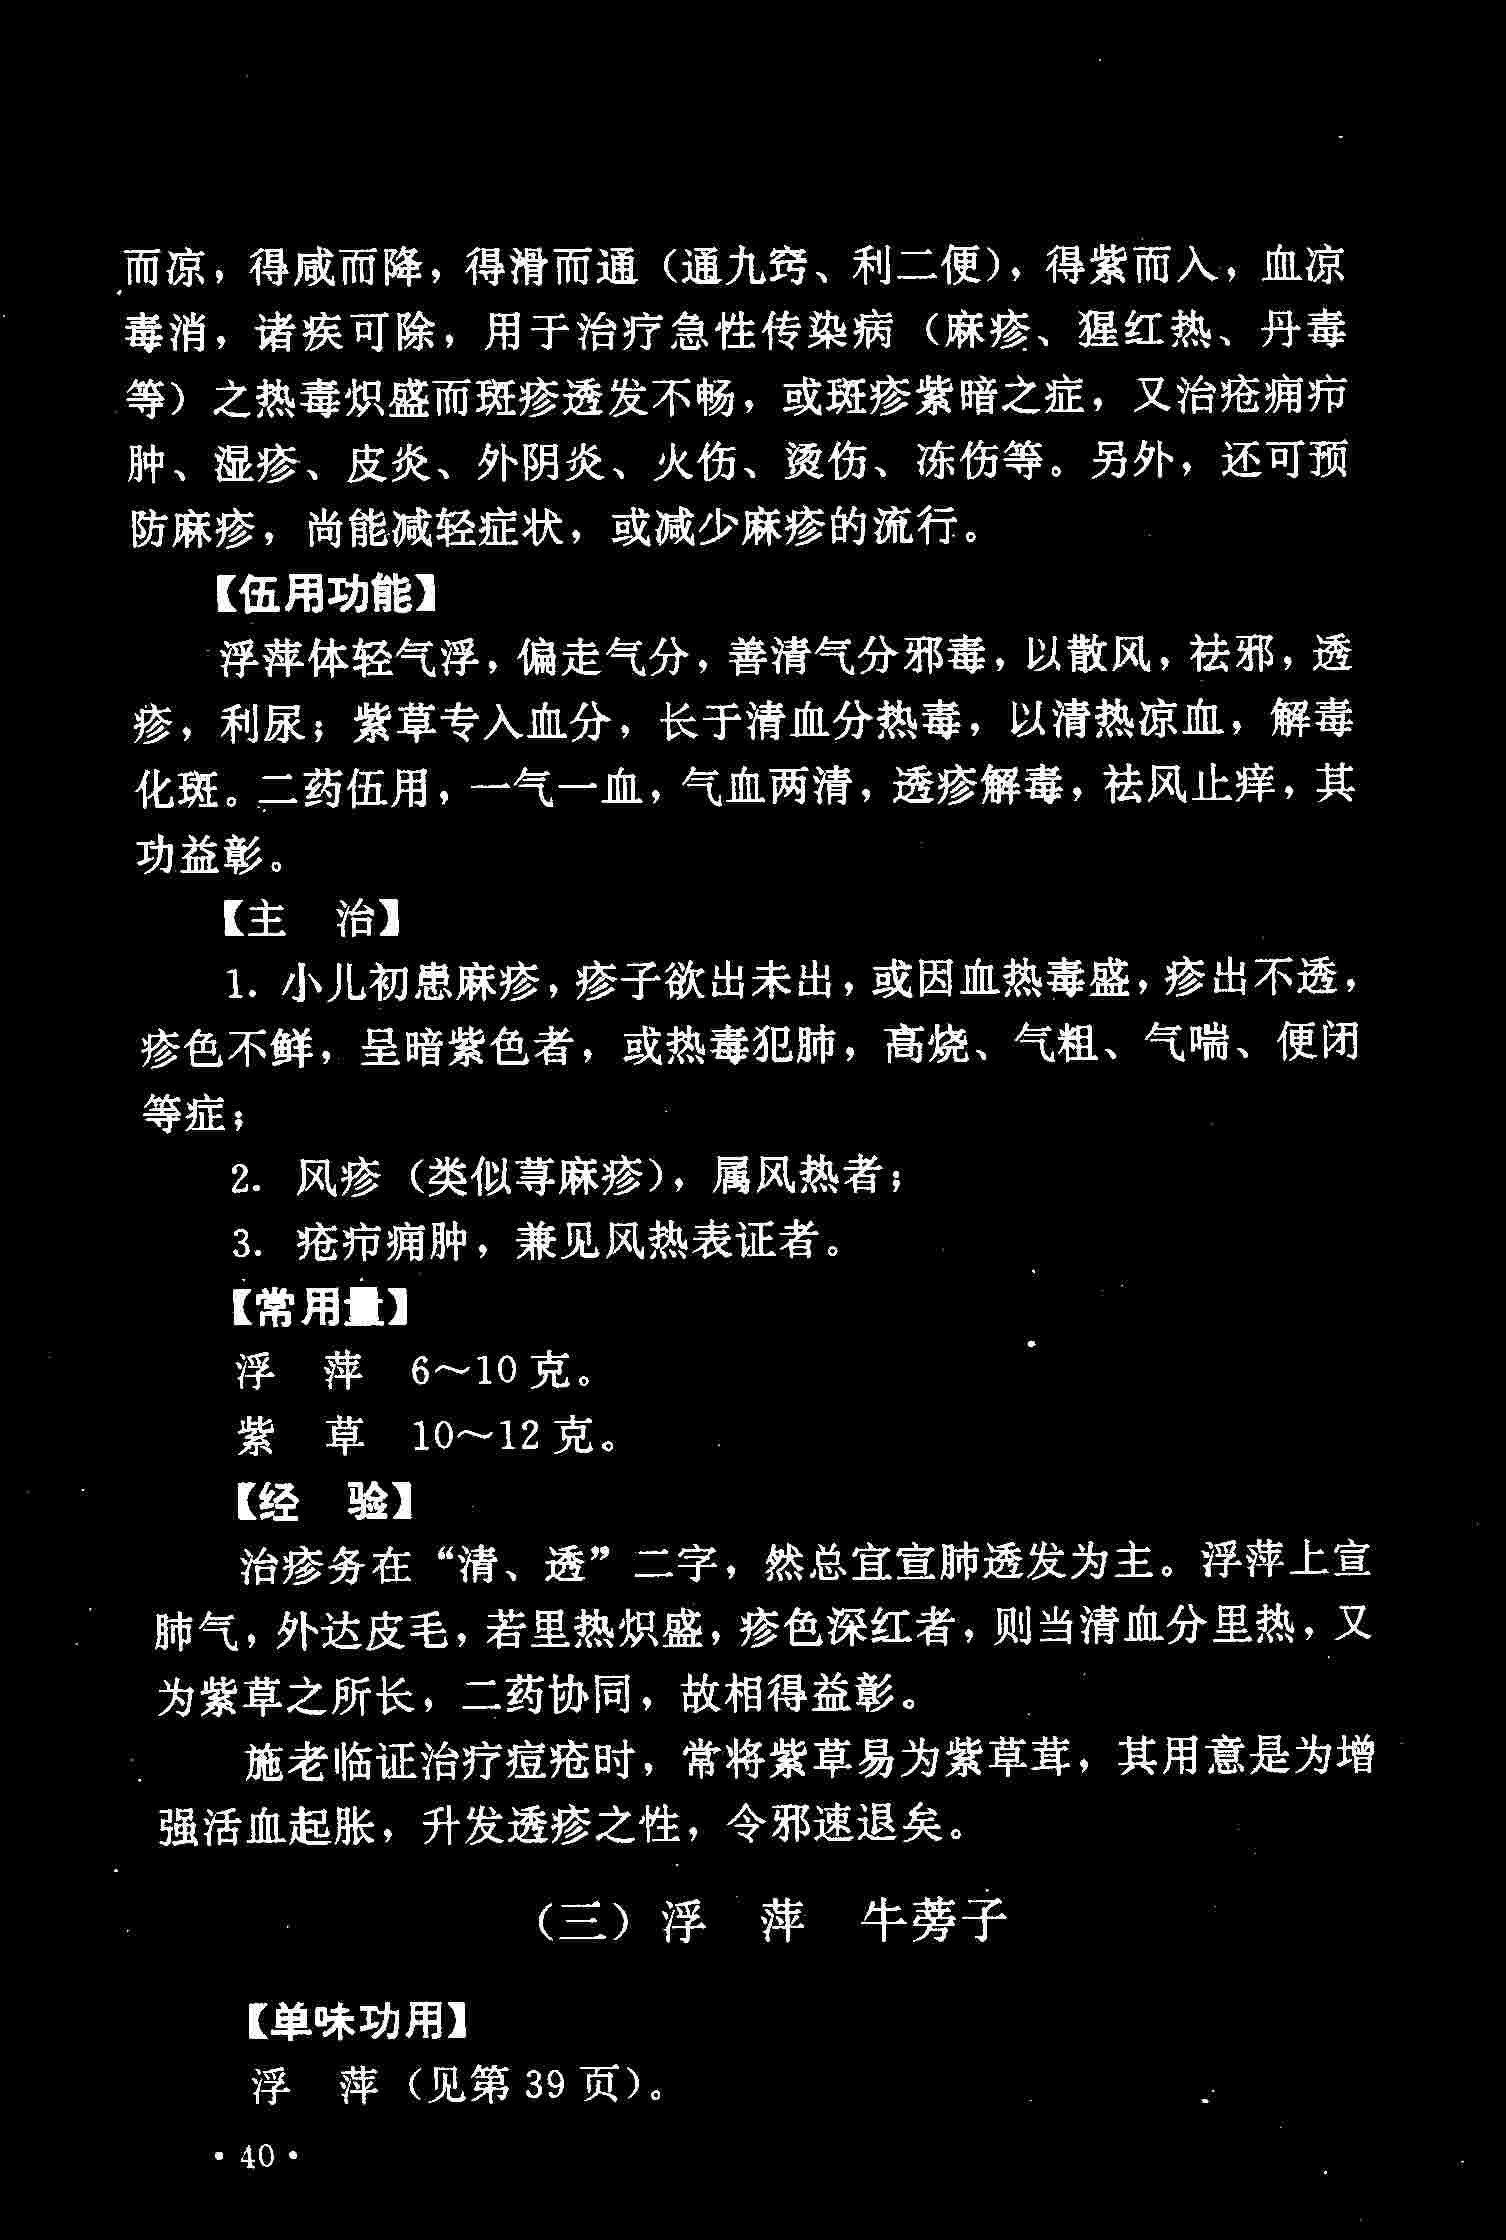 而凉，得咸而降，得滑而通（通九窍、利二便），得紫而入，血凉
毒消，诸疾可除，用于治疗急性传染病（麻疹、猩红热、丹毒
等）之热毒炽盛而斑疹透发不畅，或斑疹紫暗之症，又治疮痈疖
肿、湿疹、皮炎、外阴炎、火伤、烫伤、冻伤等。另外，还可预
防麻疹，尚能减轻症状，或减少麻疹的流行。
【伍用功能】
浮萍体轻气浮，偏走气分，善清气分邪毒，以散风，祛邪，透
疹，利尿；紫草专入血分，长于清血分热毒，以清热凉血，解毒
化斑。二药伍用，一气一血，气血两清，透疹解毒，祛风止痒，其
功益彰。
【主　治】
1. 小儿初患麻疹，疹子欲出未出，或因血热毒盛，疹出不透，
疹色不鲜，呈暗紫色者，或热毒犯肺，高烧、气粗、气喘、便闭
等症；
2. 风疹（类似荨麻疹），属风热者；
3. 疮疖痈肿，兼见风热表证者。
【常用量】
浮　萍　6～10 克。
紫　草　10～12 克。
【经　验】
治疹务在“清、透”二字，然总宜宣肺透发为主。浮萍上宣
肺气，外达皮毛，若里热炽盛，疹色深红者，则当清血分里热，又
为紫草之所长，二药协同，故相得益彰。
施老临证治疗痘疮时，常将紫草易为紫草茸，其用意是为增
强活血起胀，升发透疹之性，令邪速退矣。
（三）浮　萍　牛蒡子
【单味功用】
浮　萍（见第 39 页）。
·40·